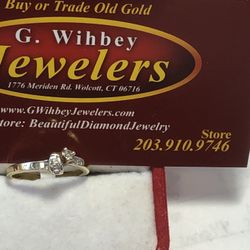 Buy or Trade Old Gold
G. Wihbey
Jewelers
1776 Meriden Rd. Wolcott, CT 06716
www.GWihbeyJewelers.com
tore: BeautifulDiamondJewelry
Store
203.910.9746